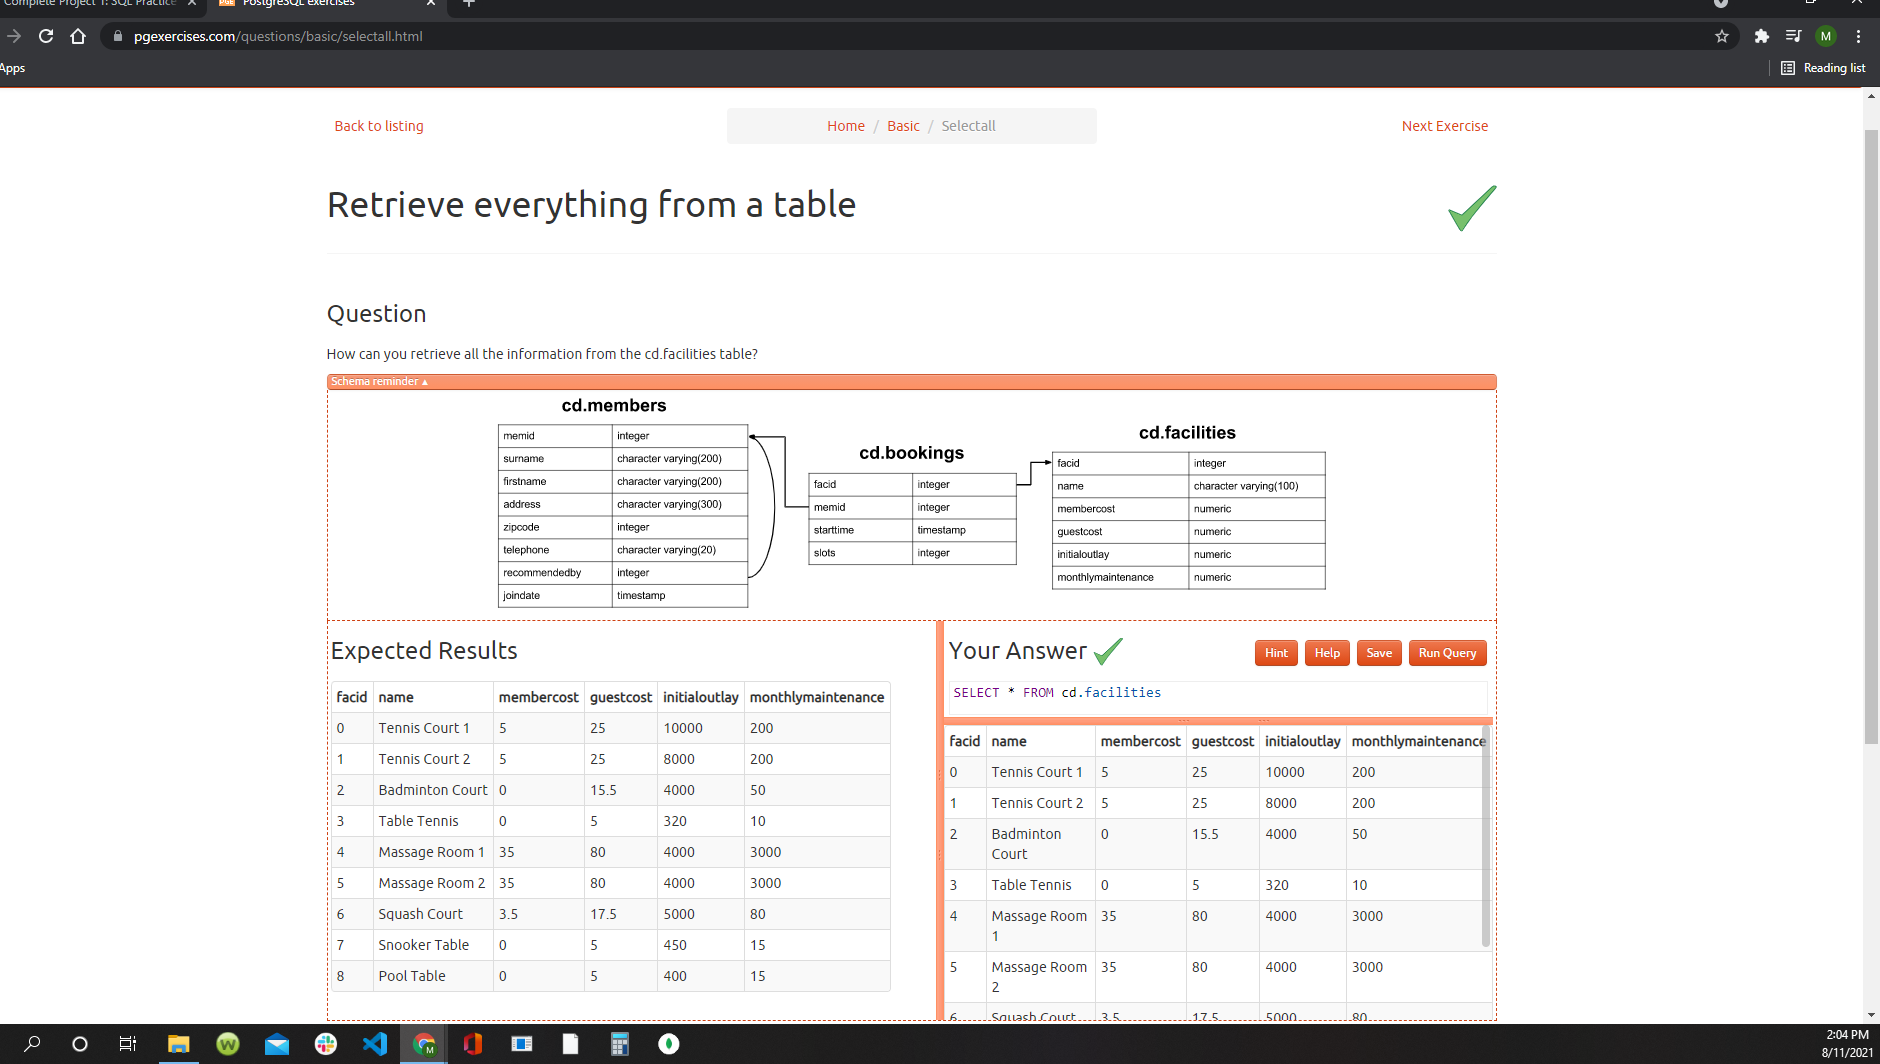 Complete Project 1: SQL Practice
PGE PostgreSQL exercises
pgexercises.com/questions/basic/selectall.html
M
Apps
Reading list
Back to listing
Home / Basic / Selectall
Next Exercise
Retrieve everything from a table
Question
How can you retrieve all the information from the cd.facilities table?
Schema reminder ▴
cd.members
memid integer
surname character varying(200)
firstname character varying(200)
address character varying(300)
zipcode integer
telephone character varying(20)
recommendedby integer
joindate timestamp
cd.bookings
facid integer
memid integer
starttime timestamp
slots integer
cd.facilities
facid integer
name character varying(100)
membercost numeric
guestcost numeric
initialoutlay numeric
monthlymaintenance numeric
Expected Results
facid name membercost guestcost initialoutlay monthlymaintenance
0 Tennis Court 1 5 25 10000 200
1 Tennis Court 2 5 25 8000 200
2 Badminton Court 0 15.5 4000 50
3 Table Tennis 0 5 320 10
4 Massage Room 1 35 80 4000 3000
5 Massage Room 2 35 80 4000 3000
6 Squash Court 3.5 17.5 5000 80
7 Snooker Table 0 5 450 15
8 Pool Table 0 5 400 15
Your Answer
Hint Help Save Run Query
SELECT * FROM cd.facilities
facid name membercost guestcost initialoutlay monthlymaintenance
0 Tennis Court 1 5 25 10000 200
1 Tennis Court 2 5 25 8000 200
2 Badminton 0 15.5 4000 50
Court
3 Table Tennis 0 5 320 10
4 Massage Room 35 80 4000 3000
1
5 Massage Room 35 80 4000 3000
2
6 Squash Court 3.5 17.5 5000 80
2:04 PM
8/11/2021